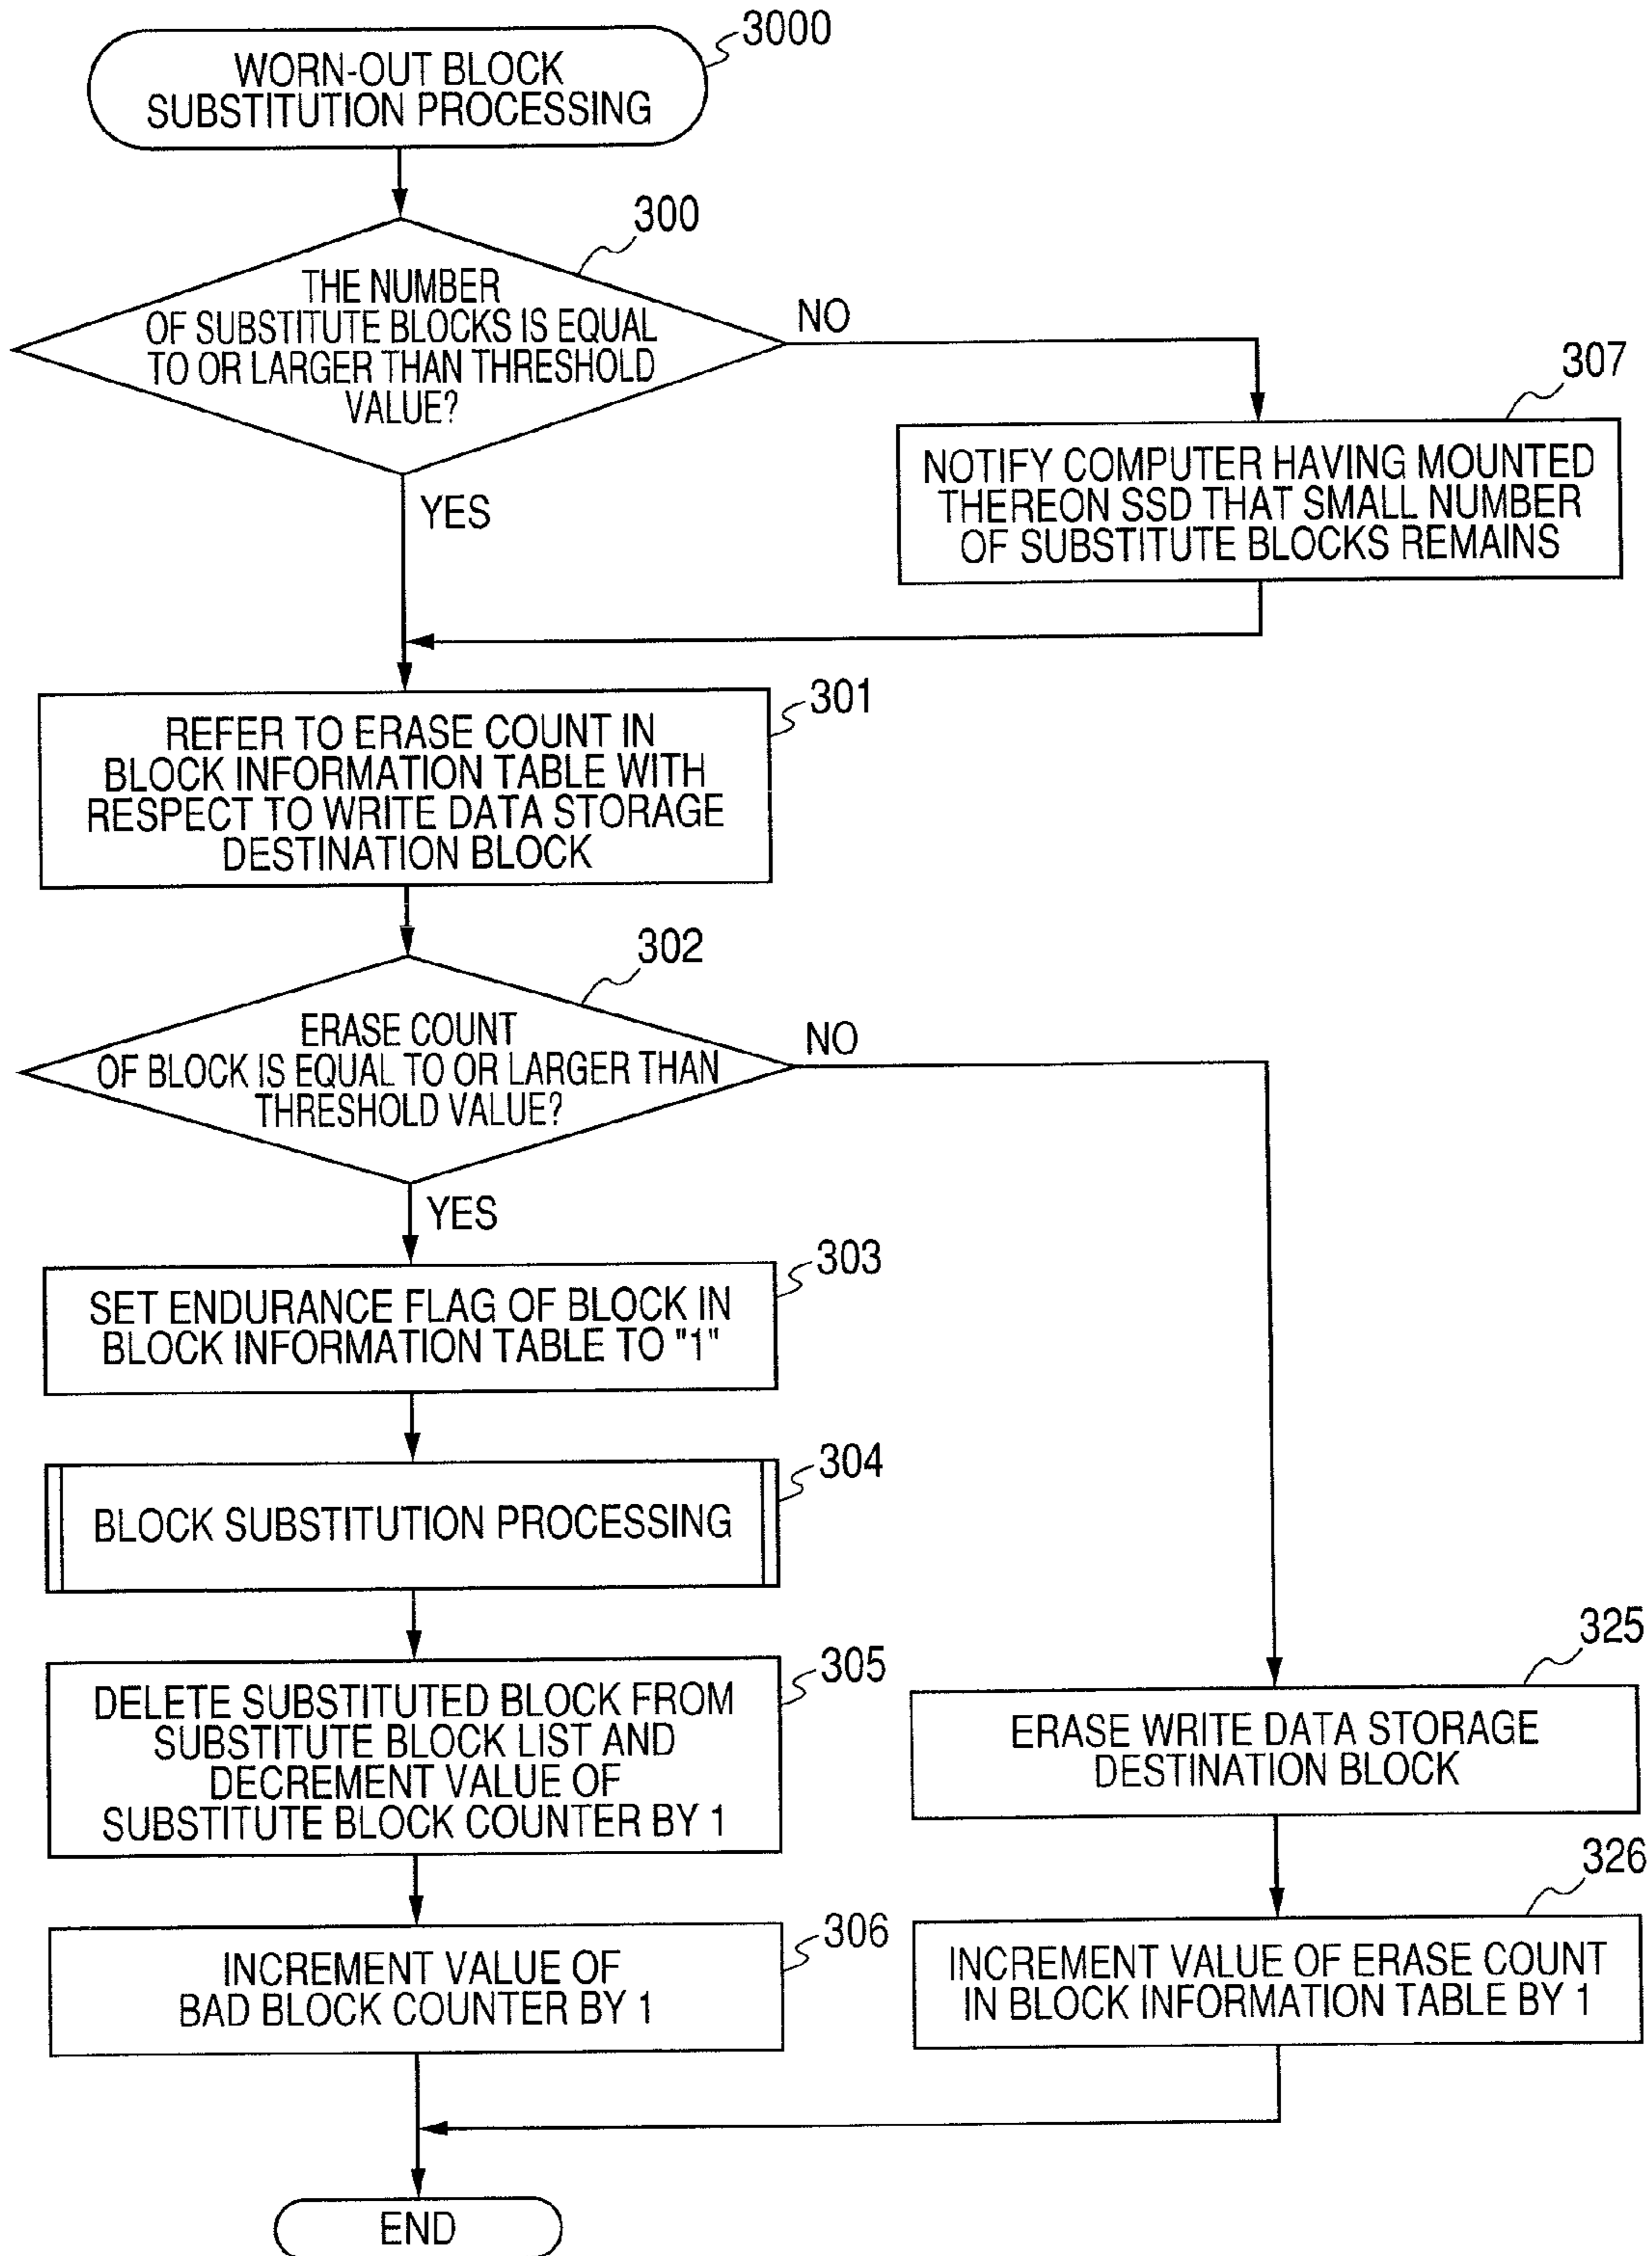 3000
WORN-OUT BLOCK
SUBSTITUTION PROCESSING
300
THE NUMBER
OF SUBSTITUTE BLOCKS IS EQUAL
TO OR LARGER THAN THRESHOLD
VALUE?
NO
YES
307
NOTIFY COMPUTER HAVING MOUNTED
THEREON SSD THAT SMALL NUMBER
OF SUBSTITUTE BLOCKS REMAINS
301
REFER TO ERASE COUNT IN
BLOCK INFORMATION TABLE WITH
RESPECT TO WRITE DATA STORAGE
DESTINATION BLOCK
302
ERASE COUNT
OF BLOCK IS EQUAL TO OR LARGER THAN
THRESHOLD VALUE?
NO
YES
303
SET ENDURANCE FLAG OF BLOCK IN
BLOCK INFORMATION TABLE TO "1"
304
BLOCK SUBSTITUTION PROCESSING
305
DELETE SUBSTITUTED BLOCK FROM
SUBSTITUTE BLOCK LIST AND
DECREMENT VALUE OF
SUBSTITUTE BLOCK COUNTER BY 1
325
ERASE WRITE DATA STORAGE
DESTINATION BLOCK
306
INCREMENT VALUE OF
BAD BLOCK COUNTER BY 1
326
INCREMENT VALUE OF ERASE COUNT
IN BLOCK INFORMATION TABLE BY 1
END